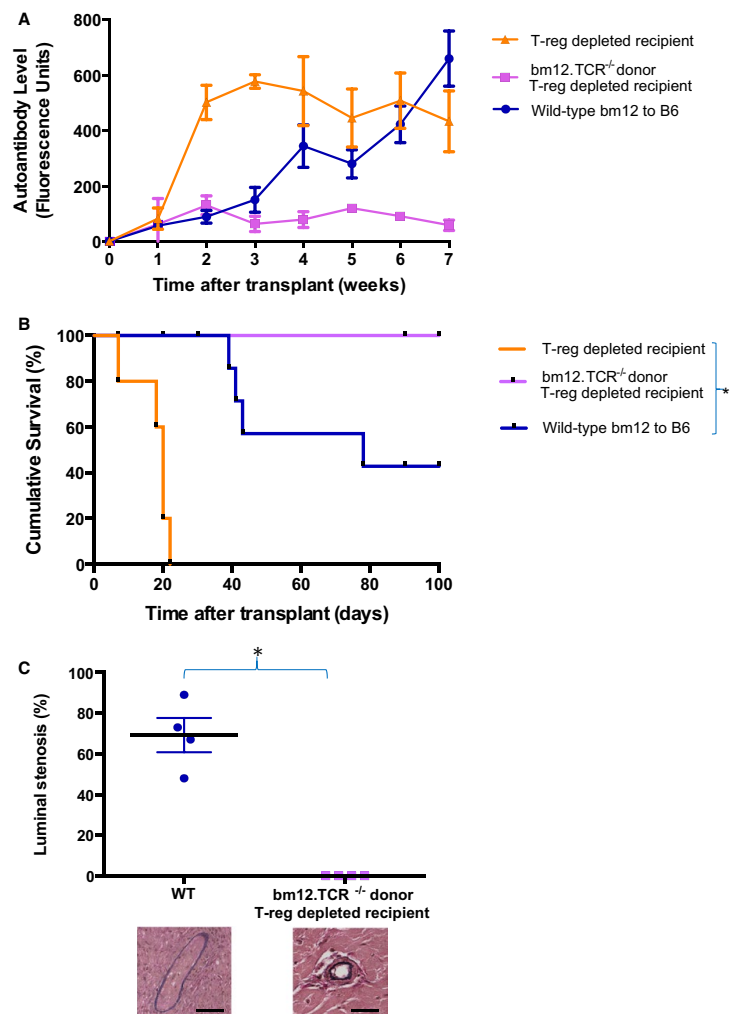 A
Autoantibody Level
(Fluorescence Units)
800
600
400
200
0
0 1 2 3 4 5 6 7
Time after transplant (weeks)
T-reg depleted recipient
bm12.TCR-/- donor
T-reg depleted recipient
Wild-type bm12 to B6
B
Cumulative Survival (%)
100
80
60
40
20
0
0 20 40 60 80 100
Time after transplant (days)
T-reg depleted recipient
bm12.TCR-/- donor
T-reg depleted recipient
Wild-type bm12 to B6
*
C
Luminal stenosis (%)
100
80
60
40
20
0
*
WT
bm12.TCR -/- donor
T-reg depleted recipient